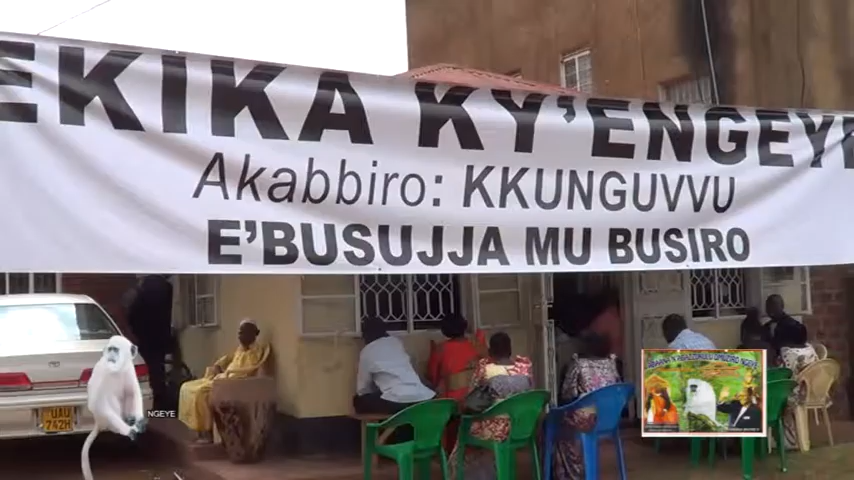 EKIKA KY'ENGEYE
Akabbiro: KKUNGUVVU
E'BUSUJJA MU BUSIRO
UAU
742H
NGEYE